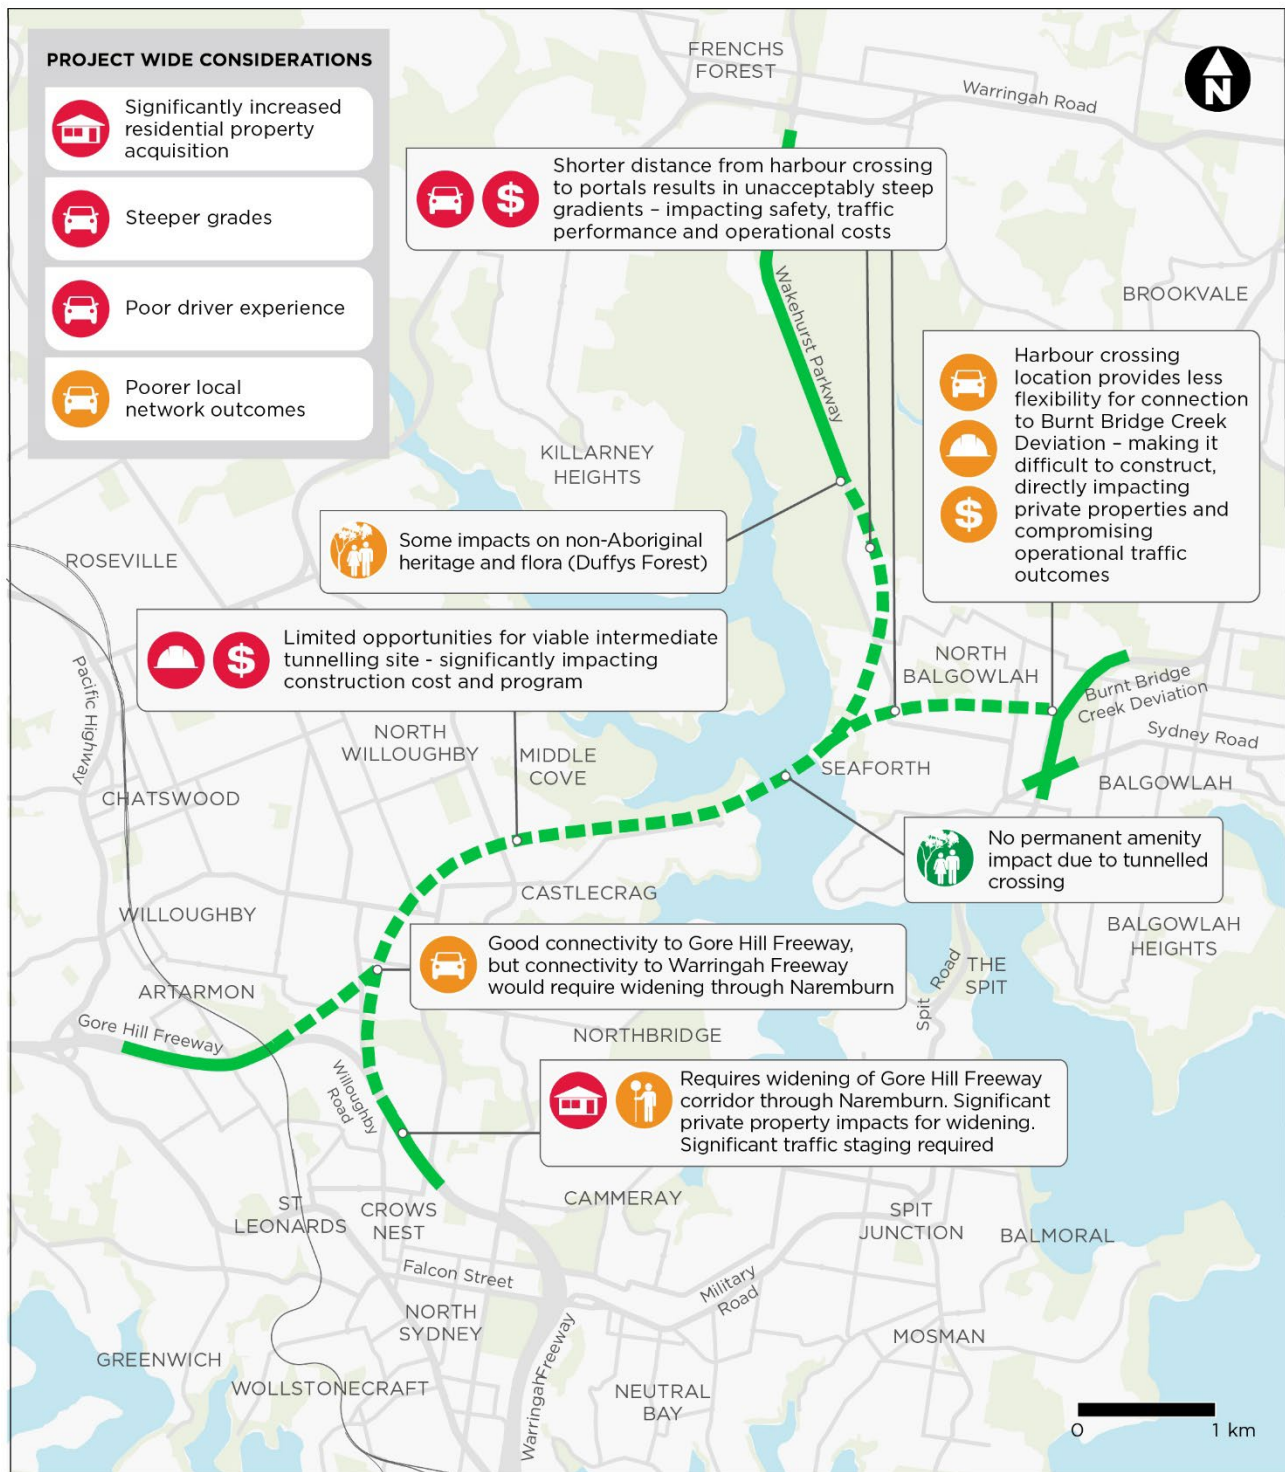 PROJECT WIDE CONSIDERATIONS
Significantly increased
residential property
acquisition
Steeper grades
Poor driver experience
Poorer local
network outcomes
FRENCHS
FOREST
Warringah Road
N
Shorter distance from harbour crossing
to portals results in unacceptably steep
gradients – impacting safety, traffic
performance and operational costs
$
Wakehurst Parkway
BROOKVALE
Harbour crossing
location provides less
flexibility for connection
to Burnt Bridge Creek
Deviation – making it
difficult to construct,
directly impacting
private properties and
compromising
operational traffic
outcomes
$
KILLARNEY
HEIGHTS
Some impacts on non-Aboriginal
heritage and flora (Duffys Forest)
ROSEVILLE
Limited opportunities for viable intermediate
tunnelling site - significantly impacting
construction cost and program
$
Pacific Highway
NORTH
BALGOWLAH
Burnt Bridge
Creek Deviation
Sydney Road
NORTH
WILLOUGHBY
MIDDLE
COVE
SEAFORTH
BALGOWLAH
CHATSWOOD
No permanent amenity
impact due to tunnelled
crossing
CASTLECRAG
WILLOUGHBY
BALGOWLAH
HEIGHTS
Good connectivity to Gore Hill Freeway,
but connectivity to Warringah Freeway
would require widening through Naremburn
Spit Road
THE
SPIT
ARTARMON
Gore Hill Freeway
NORTHBRIDGE
Willoughby
Road
Requires widening of Gore Hill Freeway
corridor through Naremburn. Significant
private property impacts for widening.
Significant traffic staging required
ST
LEONARDS
CROWS
NEST
CAMMERAY
SPIT
JUNCTION
BALMORAL
Falcon Street
Military
Road
NORTH
SYDNEY
MOSMAN
Warringah Freeway
GREENWICH
WOLLSTONECRAFT
NEUTRAL
BAY
0 1 km